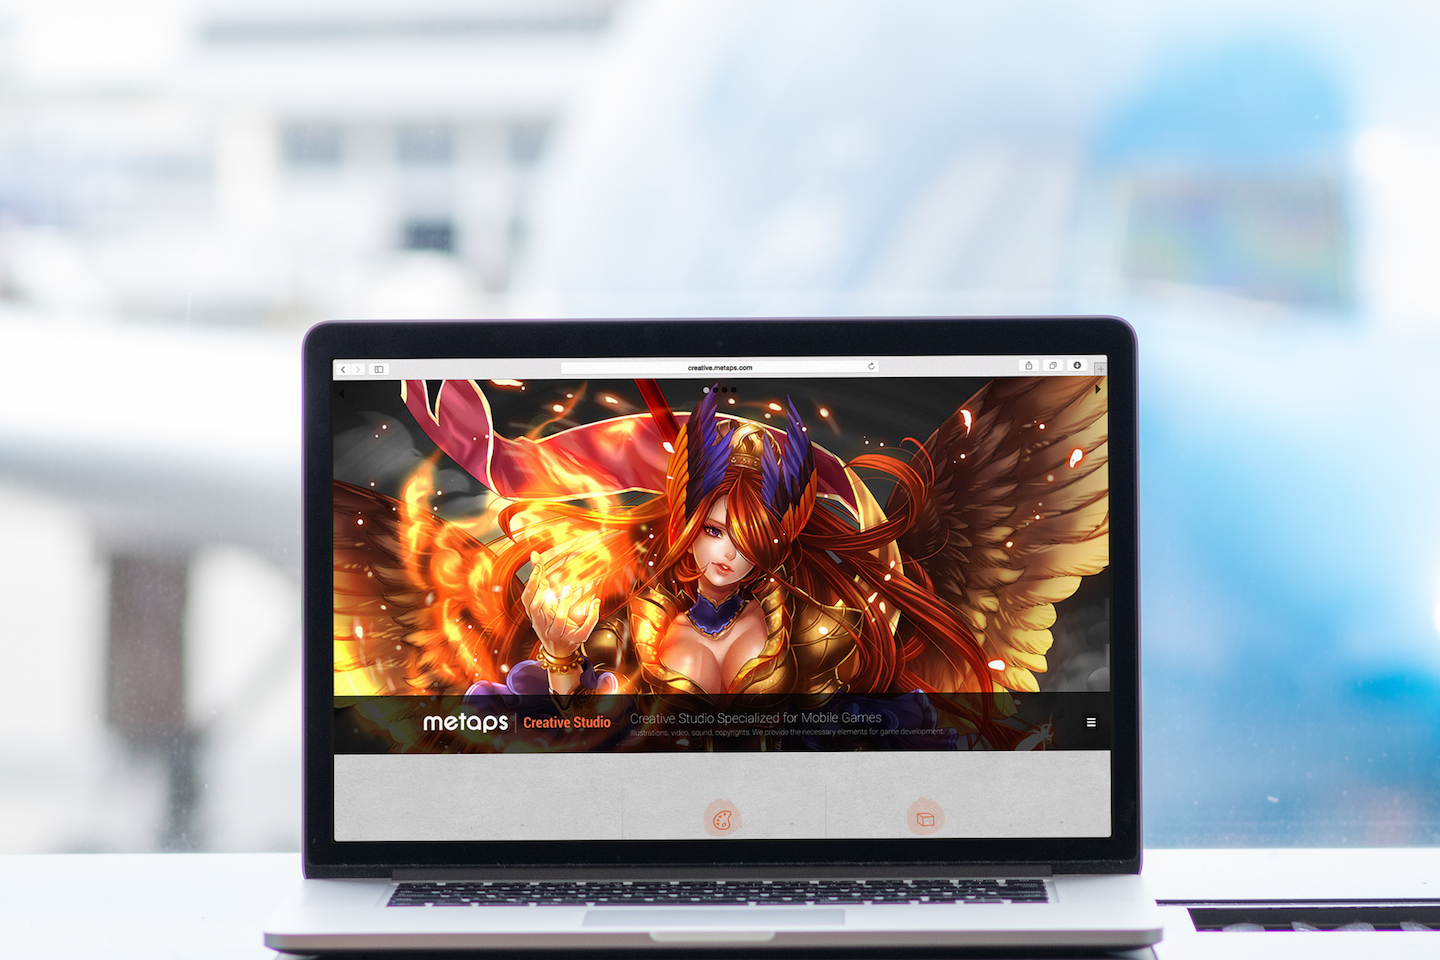 creative.metaps.com
metaps | Creative Studio
Creative Studio Specialized for Mobile Games
Illustrations, video, sound, copyrights. We provide the necessary elements for game development.